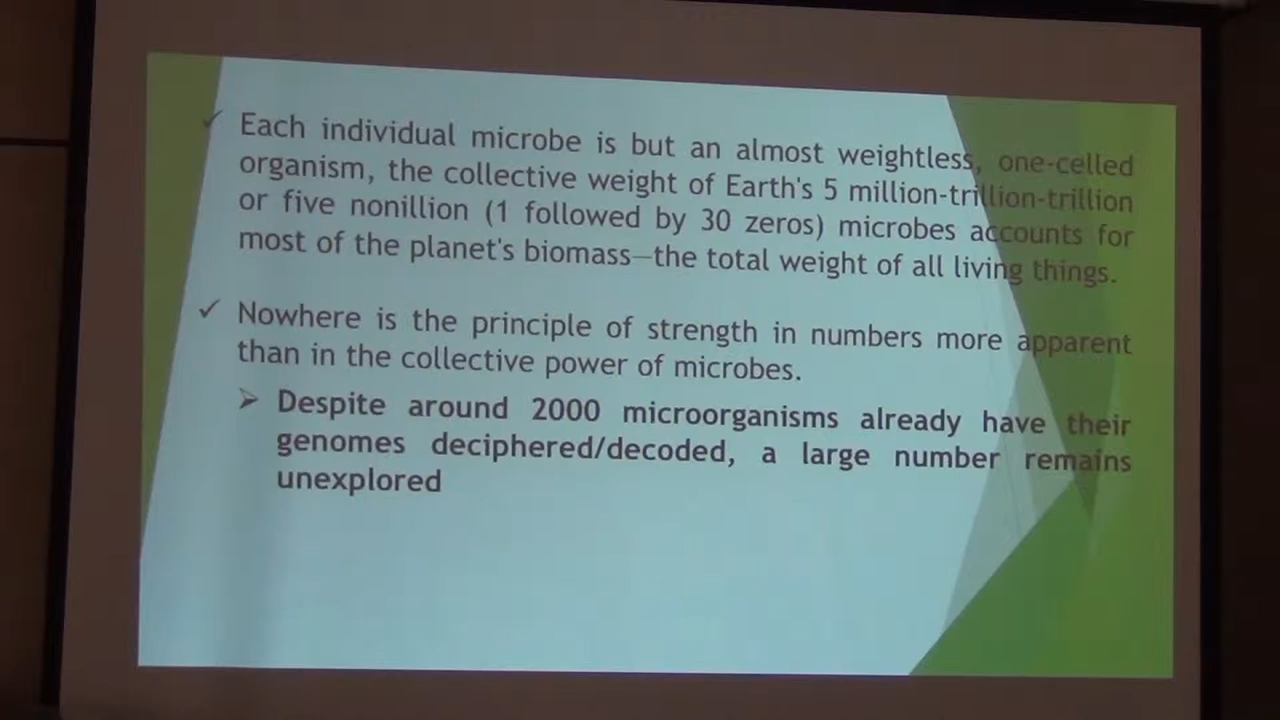 ✓ Each individual microbe is but an almost weightless, one-celled
organism, the collective weight of Earth's 5 million-trillion-trillion
or five nonillion (1 followed by 30 zeros) microbes accounts for
most of the planet's biomass—the total weight of all living things.
✓ Nowhere is the principle of strength in numbers more apparent
than in the collective power of microbes.
➢ Despite around 2000 microorganisms already have their
genomes deciphered/decoded, a large number remains
unexplored